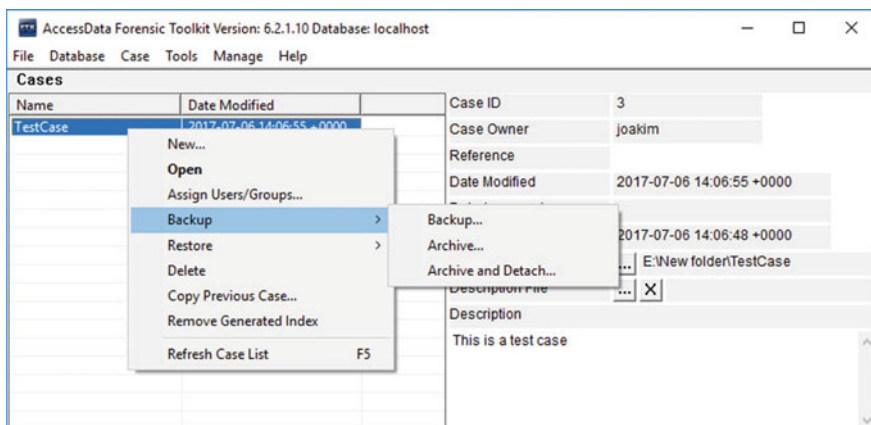 AccessData Forensic Toolkit Version: 6.2.1.10 Database: localhost
File Database Case Tools Manage Help
Cases
Name Date Modified
TestCase 2017-07-06 14:06:55 +0000
New...
Open
Assign Users/Groups...
Backup
Restore
Delete
Copy Previous Case...
Remove Generated Index
Refresh Case List F5
Backup...
Archive...
Archive and Detach...
Case ID 3
Case Owner joakim
Reference
Date Modified 2017-07-06 14:06:55 +0000
2017-07-06 14:06:48 +0000
... E:\New folder\TestCase
Description File ... X
Description
This is a test case